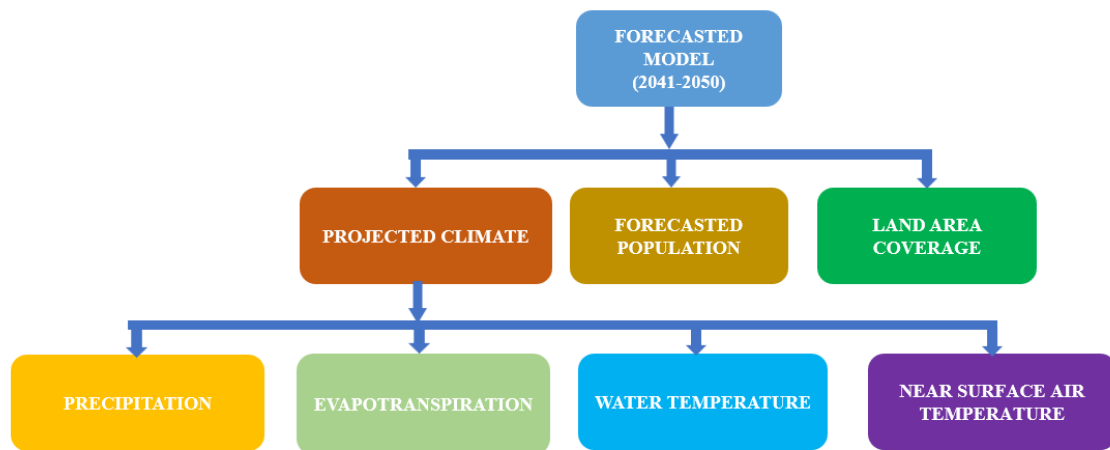 FORECASTED
MODEL
(2041-2050)
PROJECTED CLIMATE
FORECASTED
POPULATION
LAND AREA
COVERAGE
PRECIPITATION
EVAPOTRANSPIRATION
WATER TEMPERATURE
NEAR SURFACE AIR
TEMPERATURE